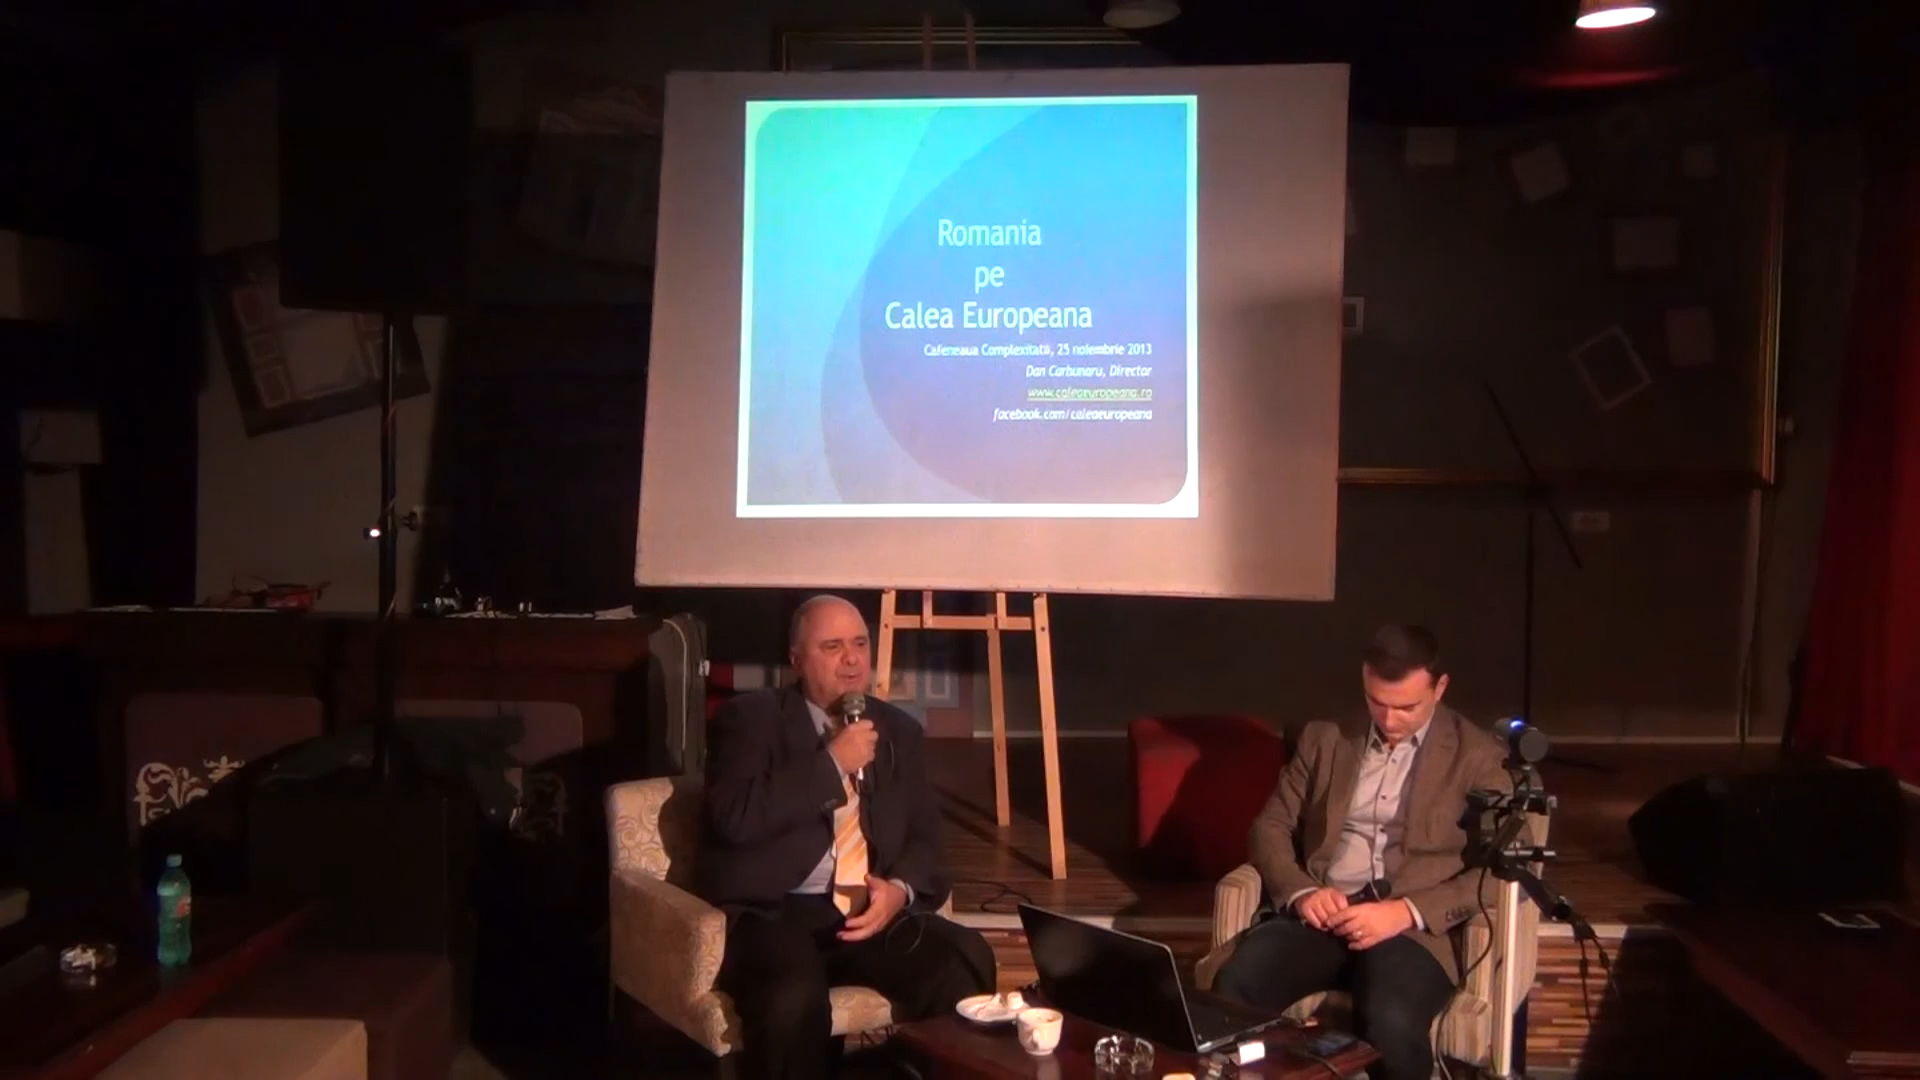 Romania
pe
Calea Europeana
Cafeneaua Complexitatii, 25 noiembrie 2013
Dan Carbunaru, Director
www.caleaeuropeana.ro
facebook.com/caleaeuropeana